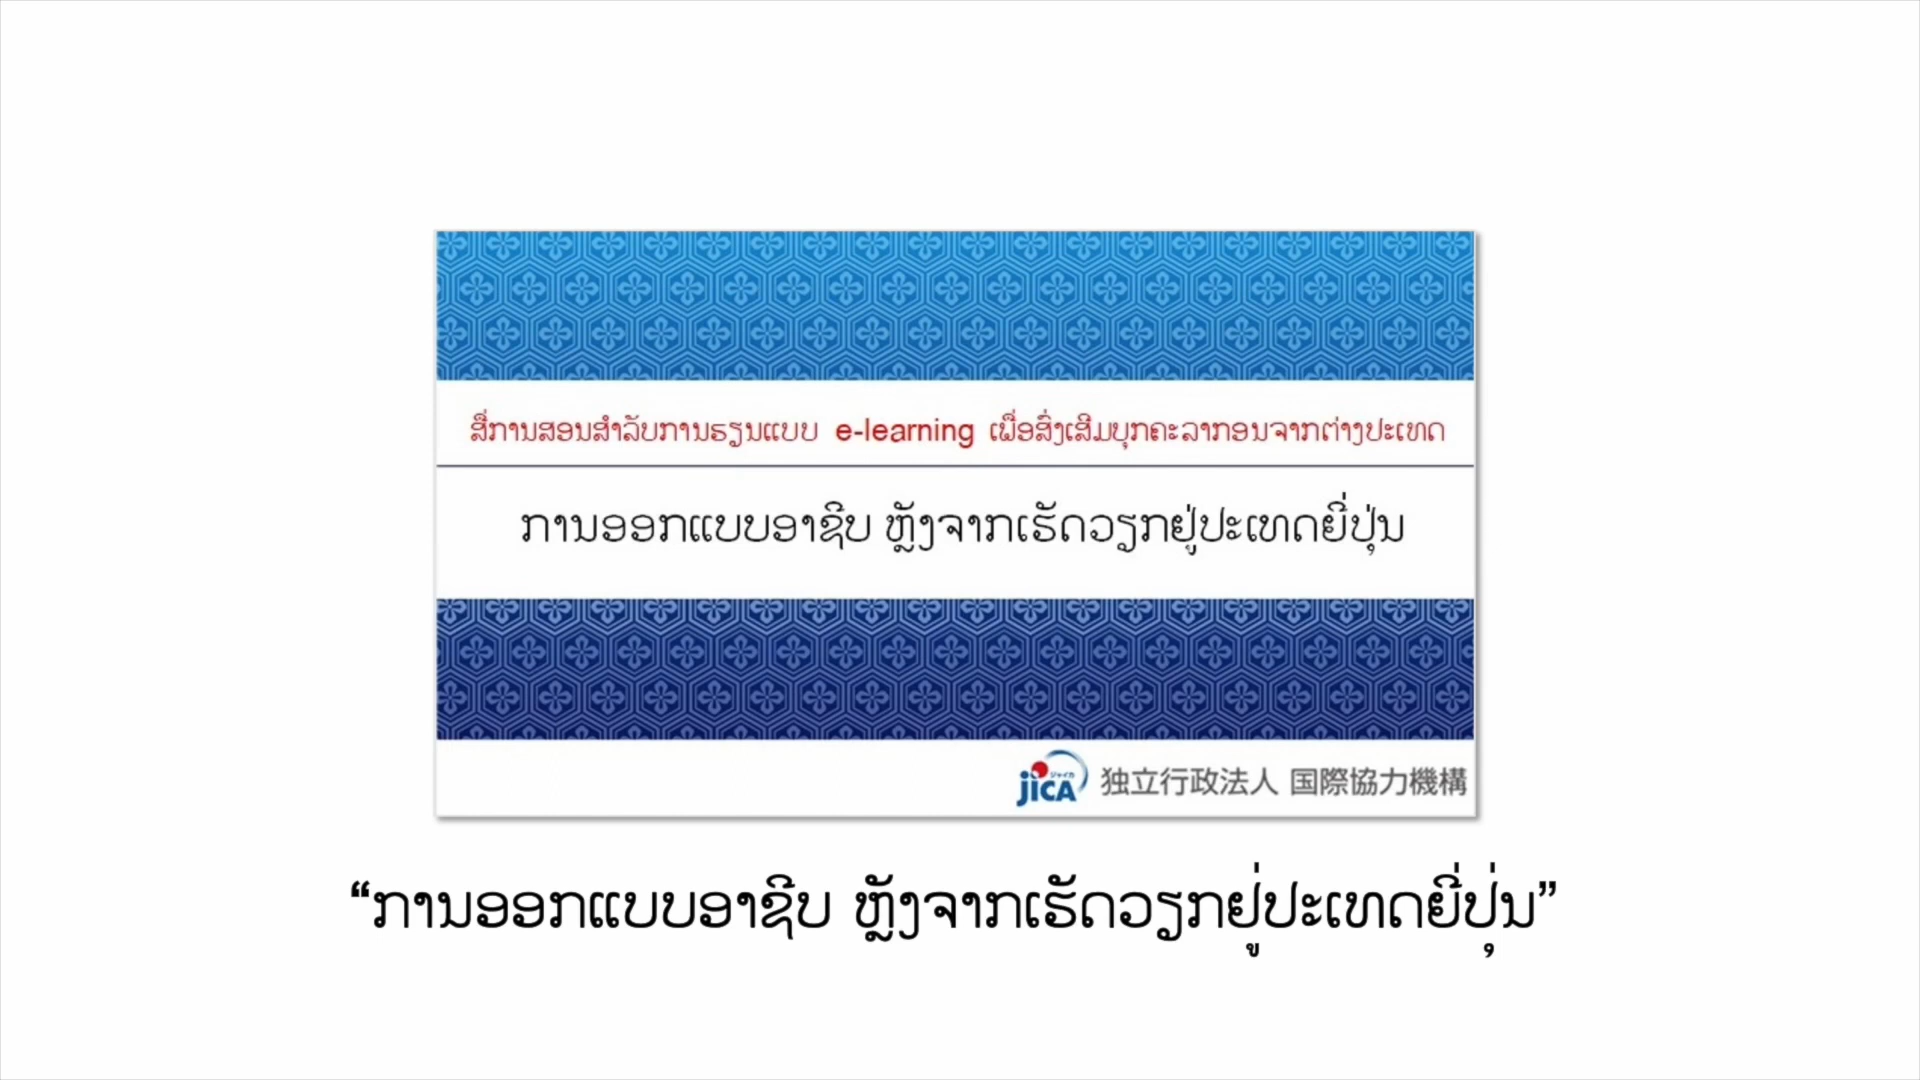 ສື່ການສອນສຳລັບການຮຽນແບບ e-learning ເພື່ອສົ່ງເສີມບຸກຄະລາກອນຈາກຕ່າງປະເທດ
ການອອກແບບອາຊີບ ຫຼັງຈາກເຮັດວຽກຢູ່ປະເທດຍີ່ປຸ່ນ
ジャイカ
JICA 独立行政法人 国際協力機構
“ການອອກແບບອາຊີບ ຫຼັງຈາກເຮັດວຽກຢູ່ປະເທດຍີ່ປຸ່ນ”